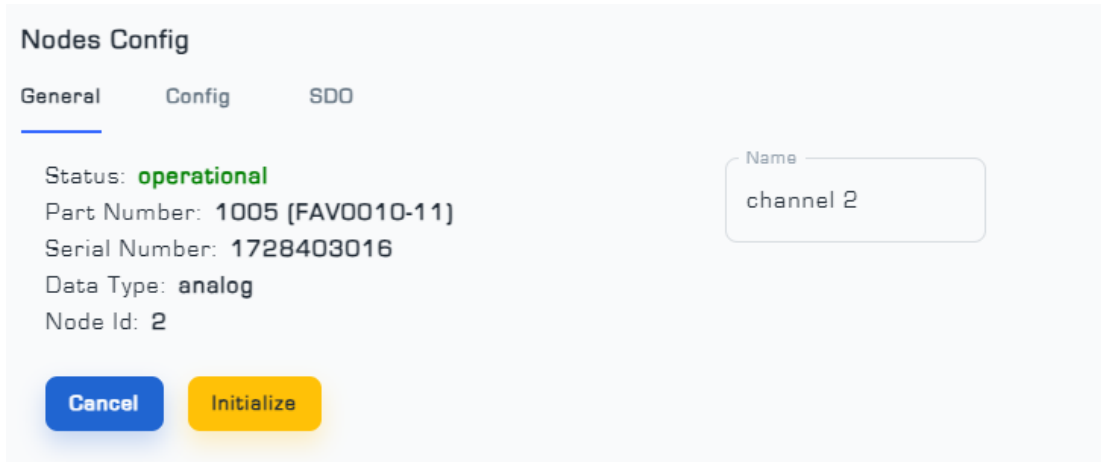 Nodes Config
General Config SDO
Status: operational
Name
Part Number: 1005 (FAV0010-11)
channel 2
Serial Number: 1728403016
Data Type: analog
Node Id: 2
Cancel Initialize